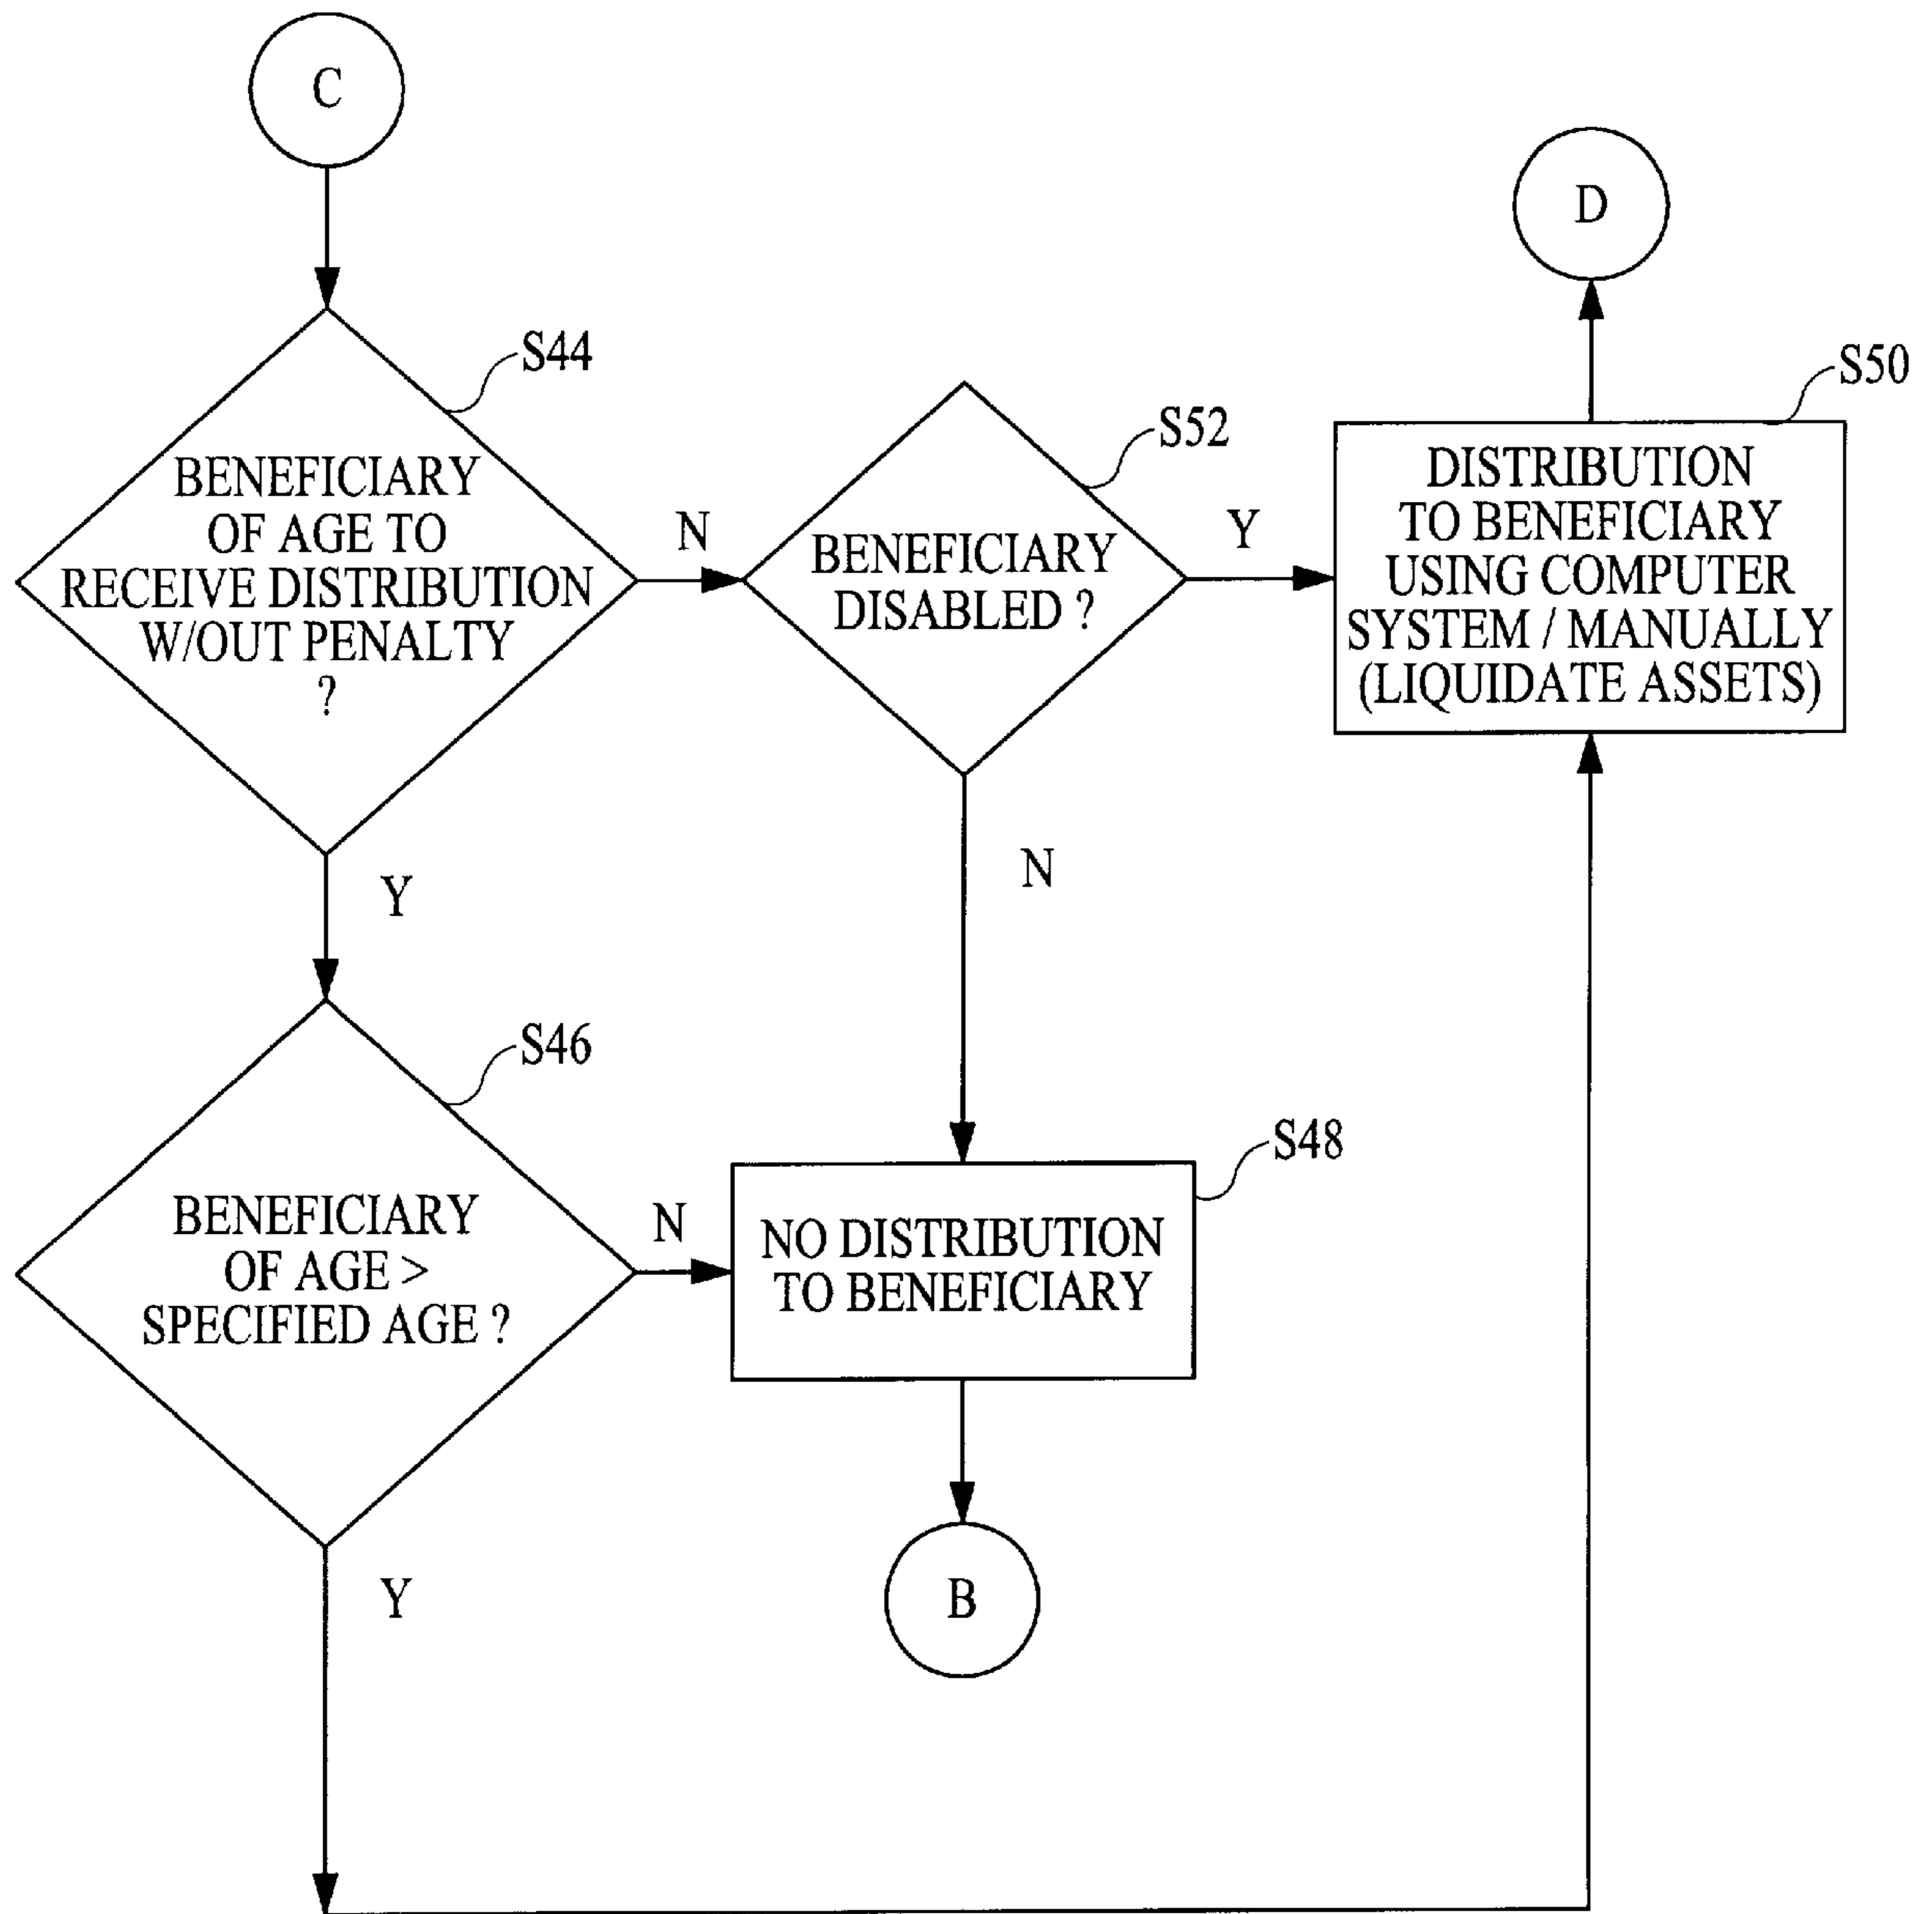 C
D
S44
BENEFICIARY
OF AGE TO
RECEIVE DISTRIBUTION
W/OUT PENALTY
?
N
S52
BENEFICIARY
DISABLED ?
Y
S50
DISTRIBUTION
TO BENEFICIARY
USING COMPUTER
SYSTEM / MANUALLY
(LIQUIDATE ASSETS)
Y
N
S46
BENEFICIARY
OF AGE >
SPECIFIED AGE ?
N
S48
NO DISTRIBUTION
TO BENEFICIARY
Y
B